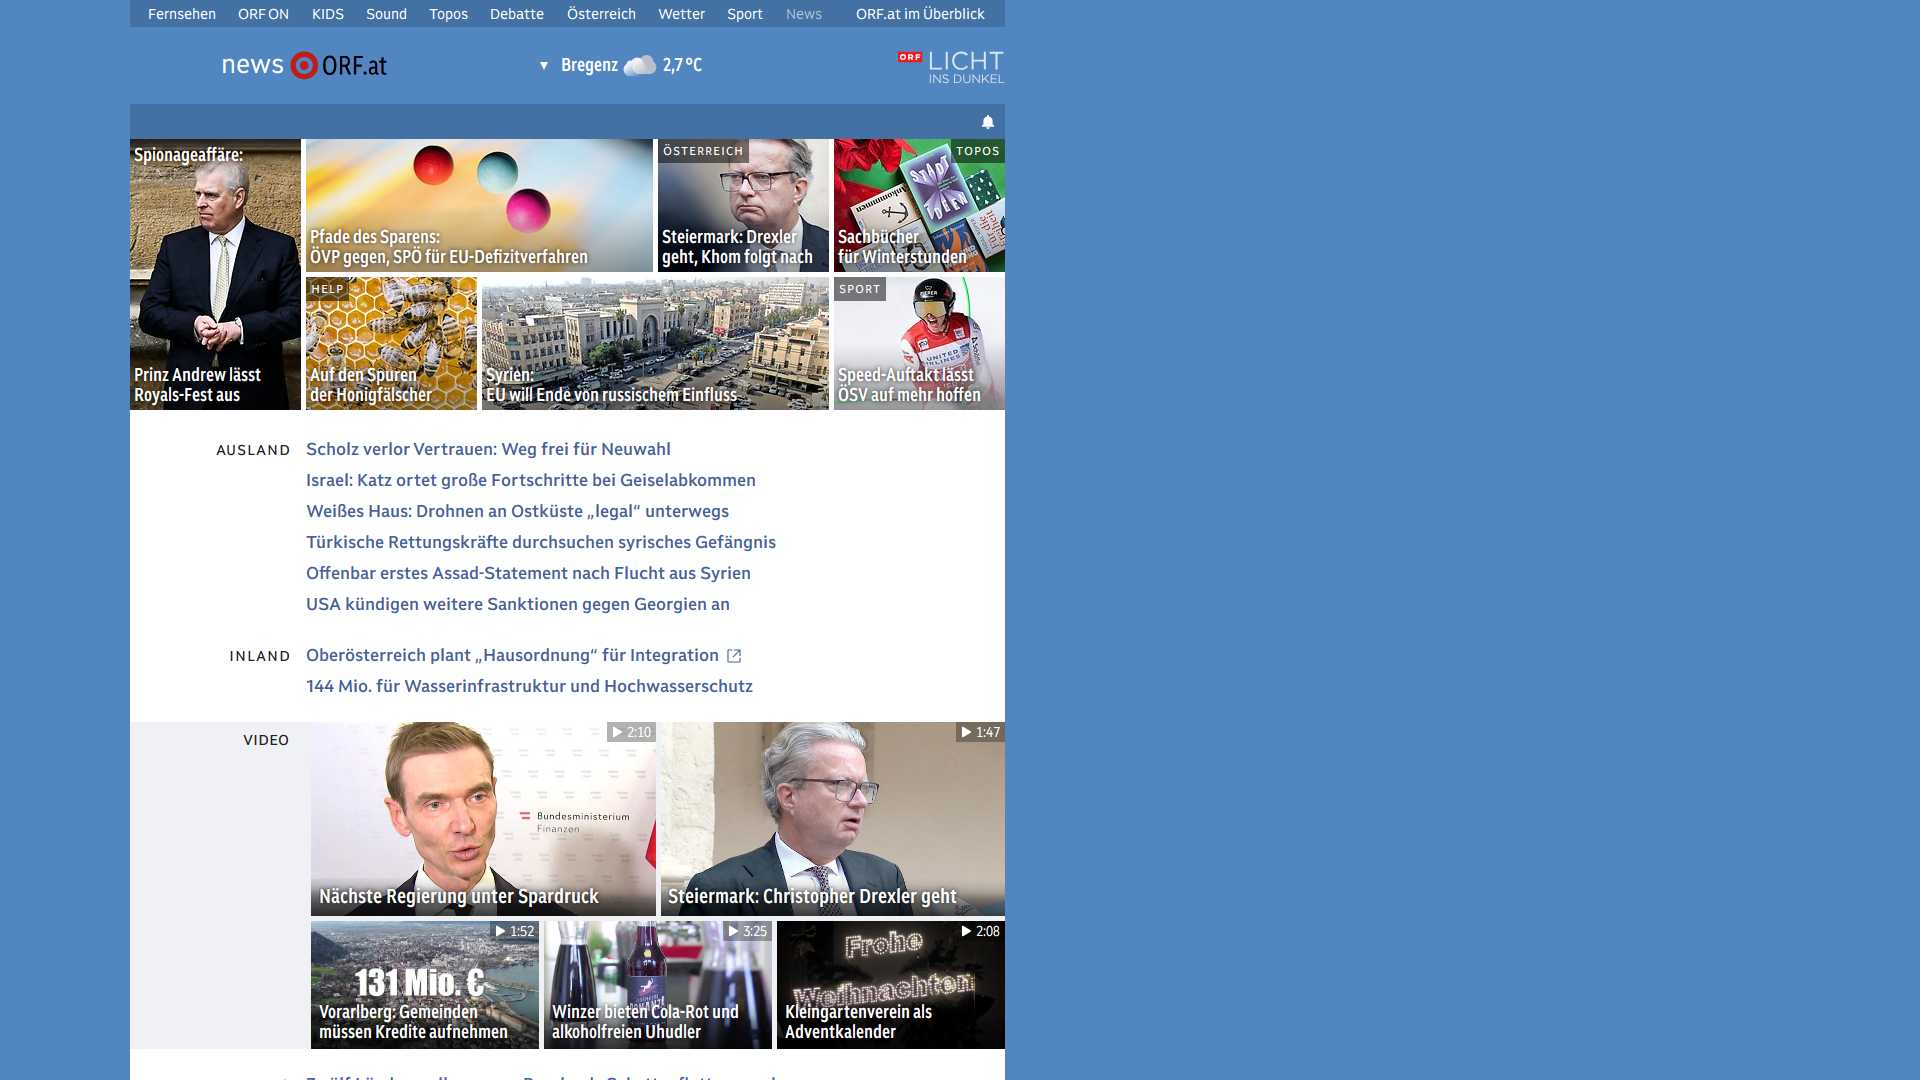 Fernsehen ORF ON KIDS Sound Topos Debatte Österreich Wetter Sport News ORF.at im Überblick
news ORF.at
▼ Bregenz 2,7 °C
ORF LICHT
INS DUNKEL
Spionageaffäre:
Prinz Andrew lässt
Royals-Fest aus
Pfade des Sparens:
ÖVP gegen, SPÖ für EU-Defizitverfahren
ÖSTERREICH
Steiermark: Drexler
geht, Khom folgt nach
TOPOS
STADT
IDEEN
Ankommen
Sachbücher
für Winterstunden
HELP
Auf den Spuren
der Honigfälscher
Syrien:
EU will Ende von russischem Einfluss
SPORT
UNITED
AIRLINES
Speed-Auftakt lässt
ÖSV auf mehr hoffen
AUSLAND
Scholz verlor Vertrauen: Weg frei für Neuwahl
Israel: Katz ortet große Fortschritte bei Geiselabkommen
Weißes Haus: Drohnen an Ostküste „legal“ unterwegs
Türkische Rettungskräfte durchsuchen syrisches Gefängnis
Offenbar erstes Assad-Statement nach Flucht aus Syrien
USA kündigen weitere Sanktionen gegen Georgien an
INLAND
Oberösterreich plant „Hausordnung“ für Integration
144 Mio. für Wasserinfrastruktur und Hochwasserschutz
VIDEO
2:10
Bundesministerium
Finanzen
Nächste Regierung unter Spardruck
1:47
Steiermark: Christopher Drexler geht
1:52
131 Mio. €
Vorarlberg: Gemeinden
müssen Kredite aufnehmen
3:25
Winzer bieten Cola-Rot und
alkoholfreien Uhudler
2:08
Frohe
Weihnachten
Kleingartenverein als
Adventkalender